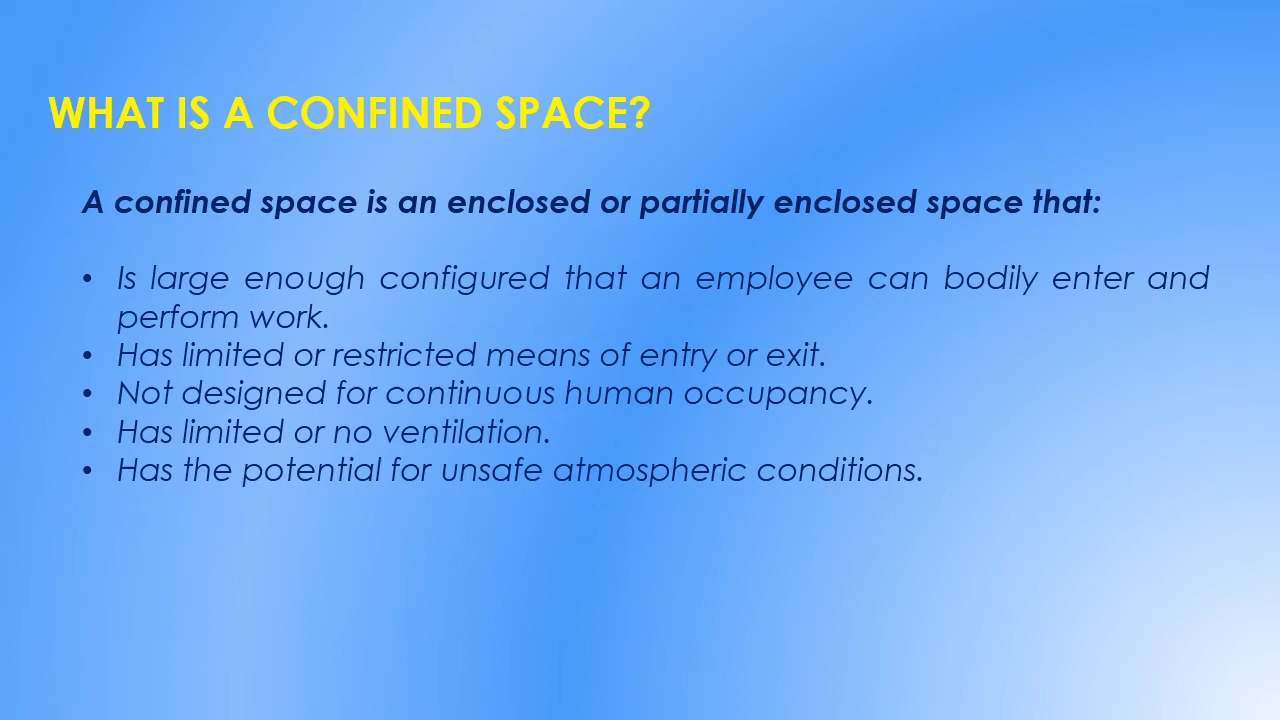 WHAT IS A CONFINED SPACE?
A confined space is an enclosed or partially enclosed space that:
• Is large enough configured that an employee can bodily enter and
perform work.
• Has limited or restricted means of entry or exit.
• Not designed for continuous human occupancy.
• Has limited or no ventilation.
• Has the potential for unsafe atmospheric conditions.